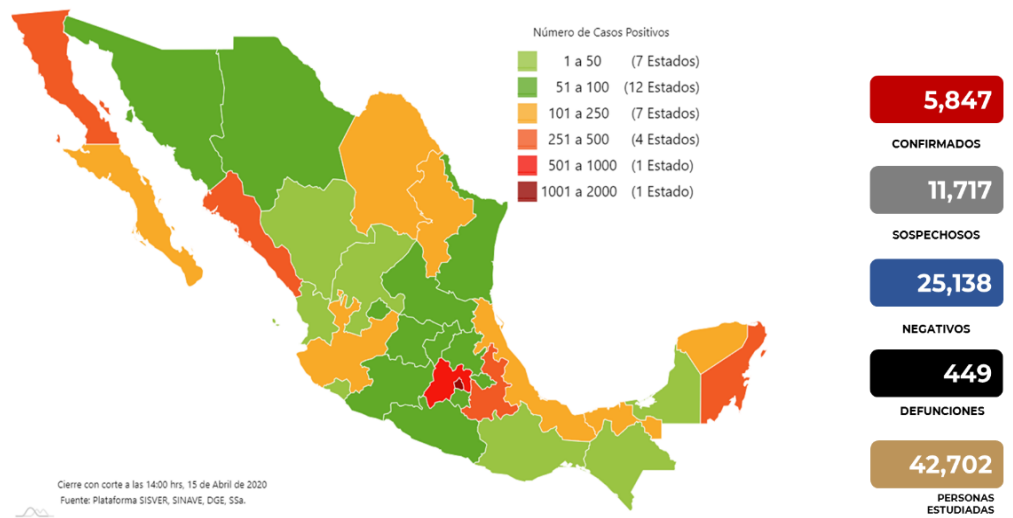 Número de Casos Positivos
1 a 50 (7 Estados)
51 a 100 (12 Estados)
101 a 250 (7 Estados)
251 a 500 (4 Estados)
501 a 1000 (1 Estado)
1001 a 2000 (1 Estado)
5,847
CONFIRMADOS
11,717
SOSPECHOSOS
25,138
NEGATIVOS
449
DEFUNCIONES
42,702
PERSONAS
ESTUDIADAS
Cierre con corte a las 14:00 hrs, 15 de Abril de 2020
Fuente: Plataforma SISVER, SINAVE, DGE, SSa.